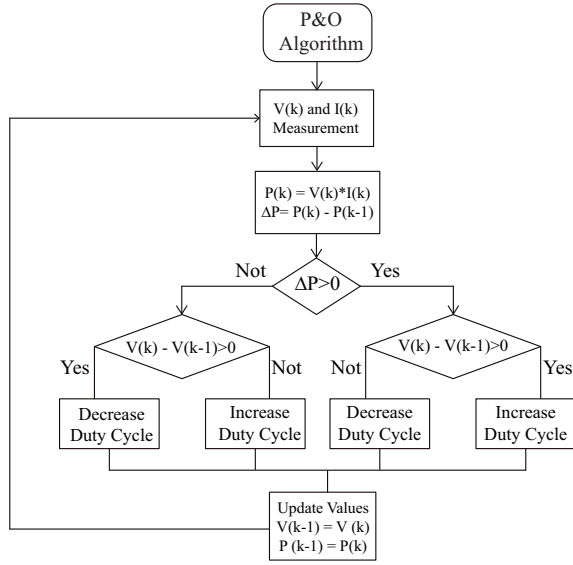 P&O
Algorithm
V(k) and I(k)
Measurement
P(k) = V(k)*I(k)
ΔP= P(k) - P(k-1)
Not
Yes
ΔP>0
V(k) - V(k-1)>0
V(k) - V(k-1)>0
Yes
Not
Not
Yes
Decrease
Duty Cycle
Increase
Duty Cycle
Decrease
Duty Cycle
Increase
Duty Cycle
Update Values
V(k-1) = V (k)
P (k-1) = P(k)